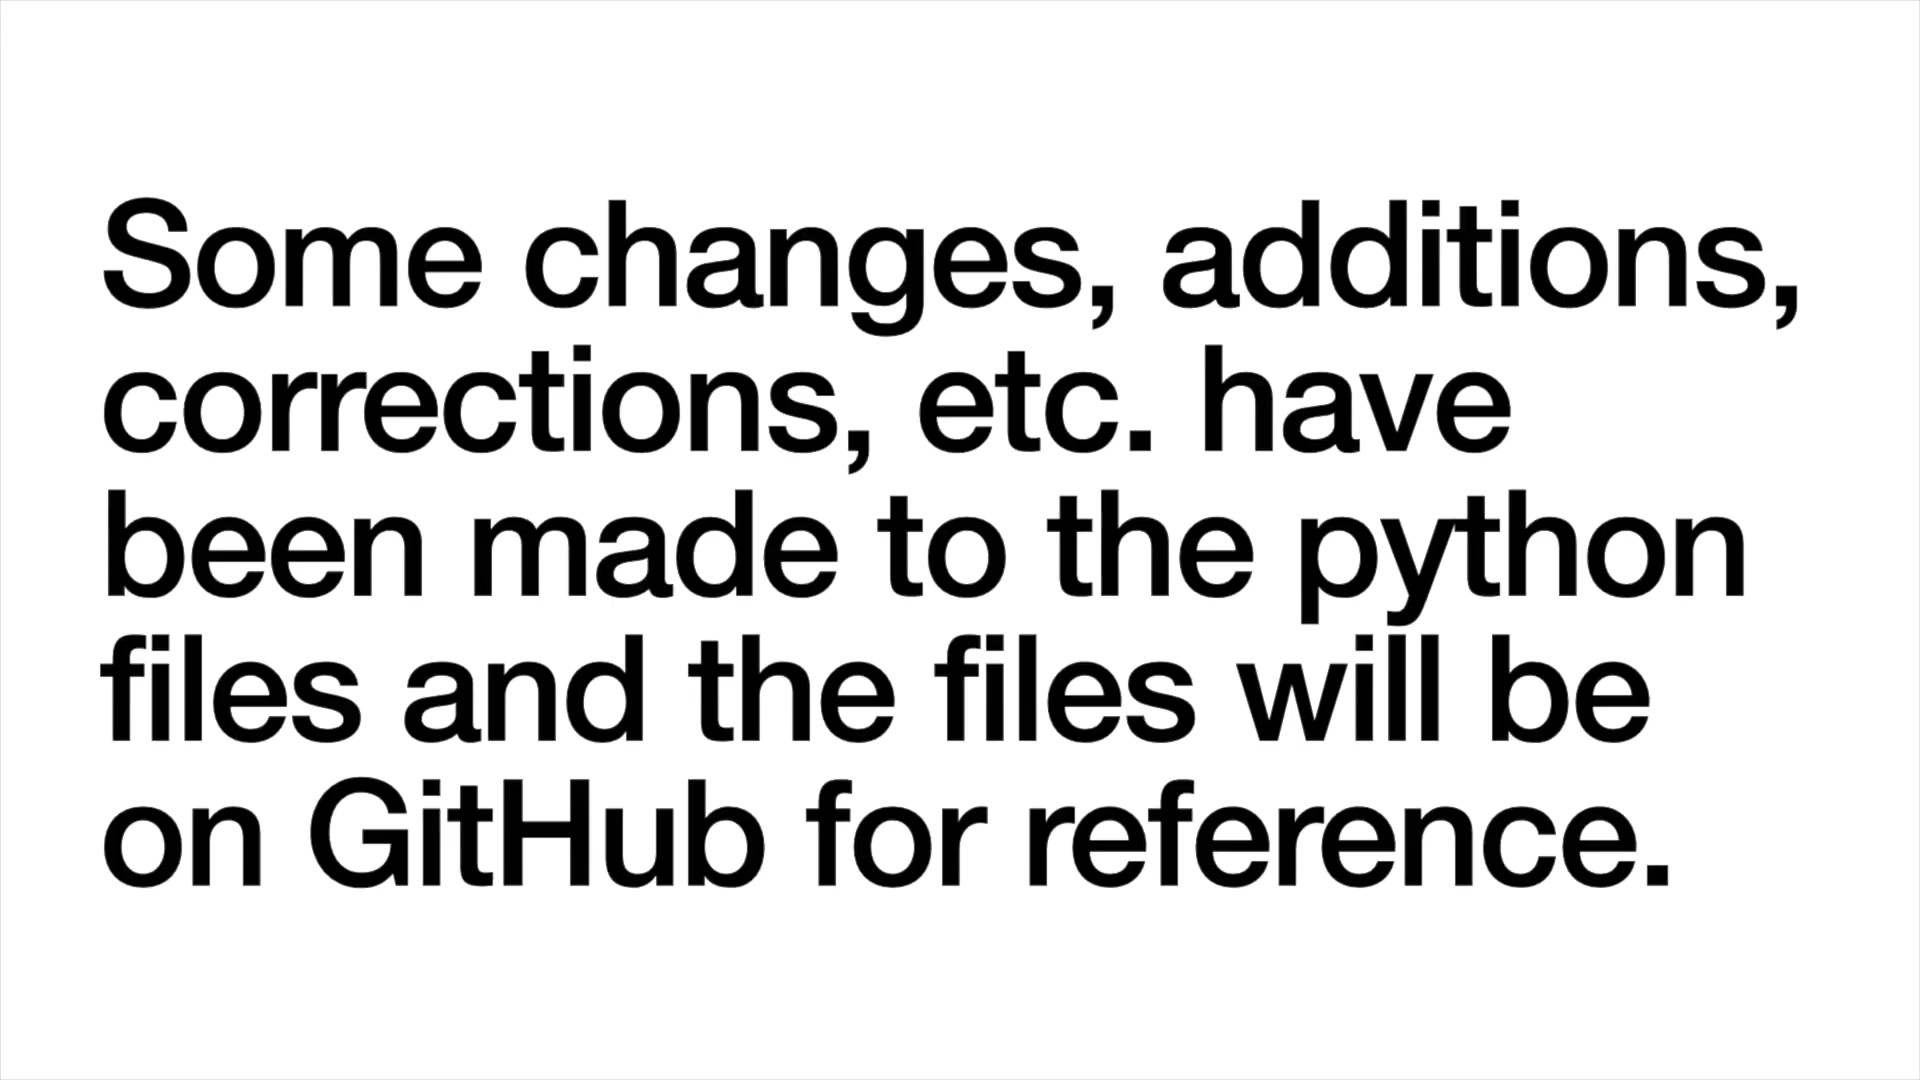 Some changes, additions,
corrections, etc. have
been made to the python
files and the files will be
on GitHub for reference.